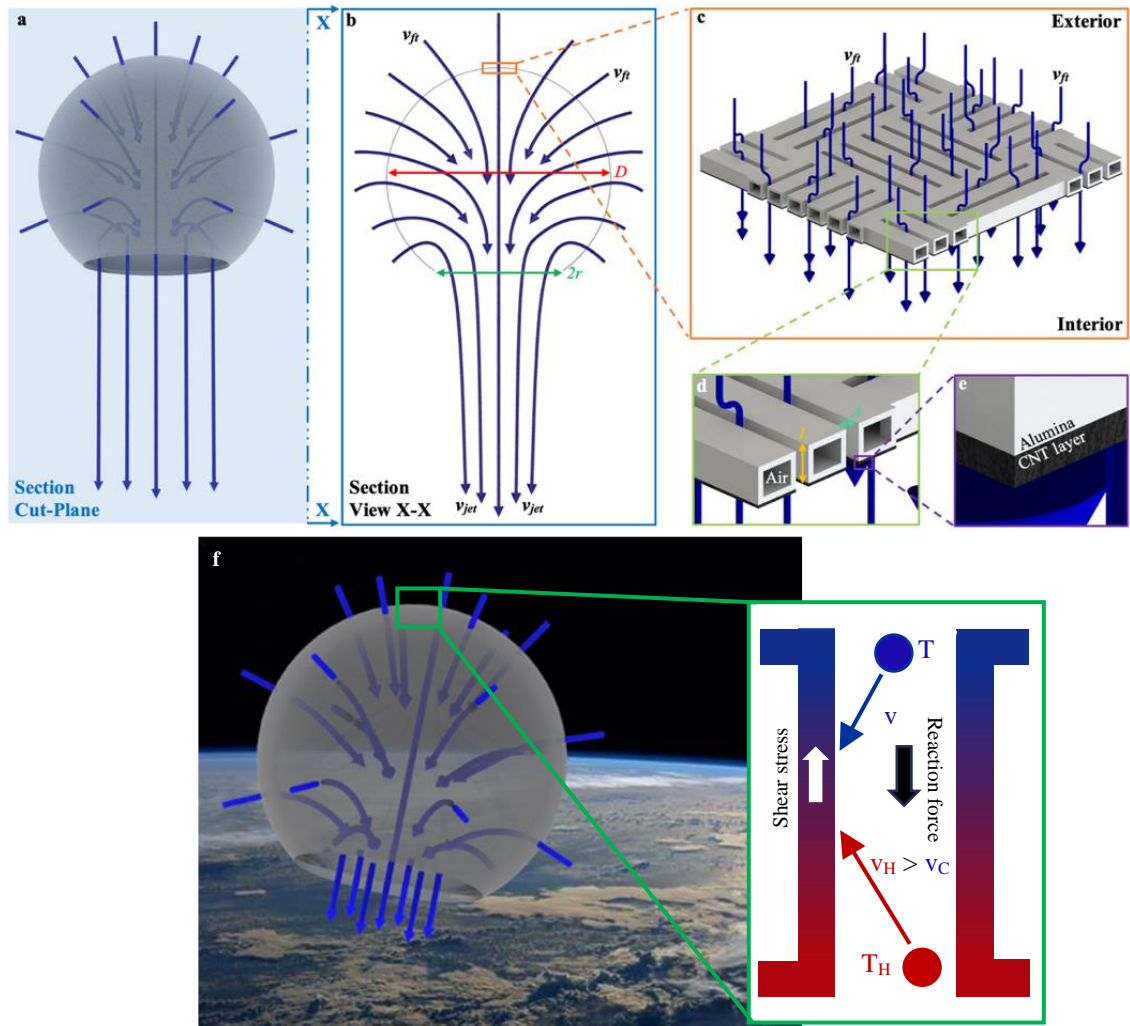 a
X
b
v_ft
v_ft
D
2r
v_jet
v_jet
Section
Cut-Plane
X
Section
View X-X
c
Exterior
v_ft
v_ft
Interior
d
A
L
Air
e
Alumina
CNT layer
f
T
v
Shear stress
Reaction force
v_H > v_C
T_H